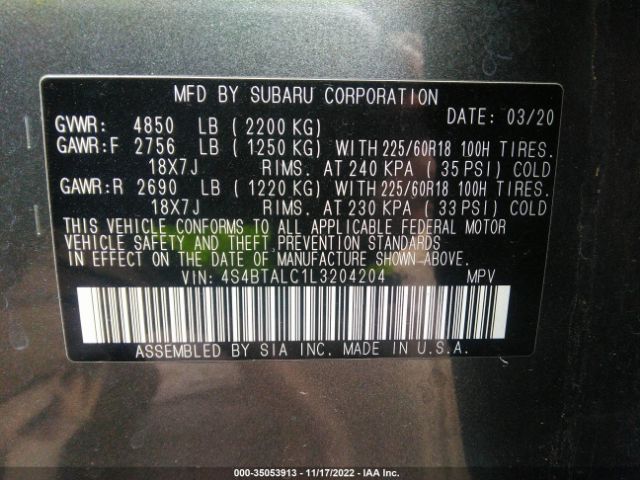 MFD BY SUBARU CORPORATION
DATE: 03/20
GVWR: 4850 LB (2200 KG)
GAWR:F 2756 LB (1250 KG) WITH 225/60R18 100H TIRES.
18X7J RIMS. AT 240 KPA (35 PSI) COLD
GAWR:R 2690 LB (1220 KG) WITH 225/60R18 100H TIRES.
18X7J RIMS. AT 230 KPA (33 PSI) COLD
THIS VEHICLE CONFORMS TO ALL APPLICABLE FEDERAL MOTOR
VEHICLE SAFETY AND THEFT PREVENTION STANDARDS
IN EFFECT ON THE DATE OF MANUFACTURE SHOWN ABOVE.
VIN: 4S4BTALC1L3204204 MPV
ASSEMBLED BY SIA INC. MADE IN U.S.A.
000-35053913 - 11/17/2022 - IAA Inc.